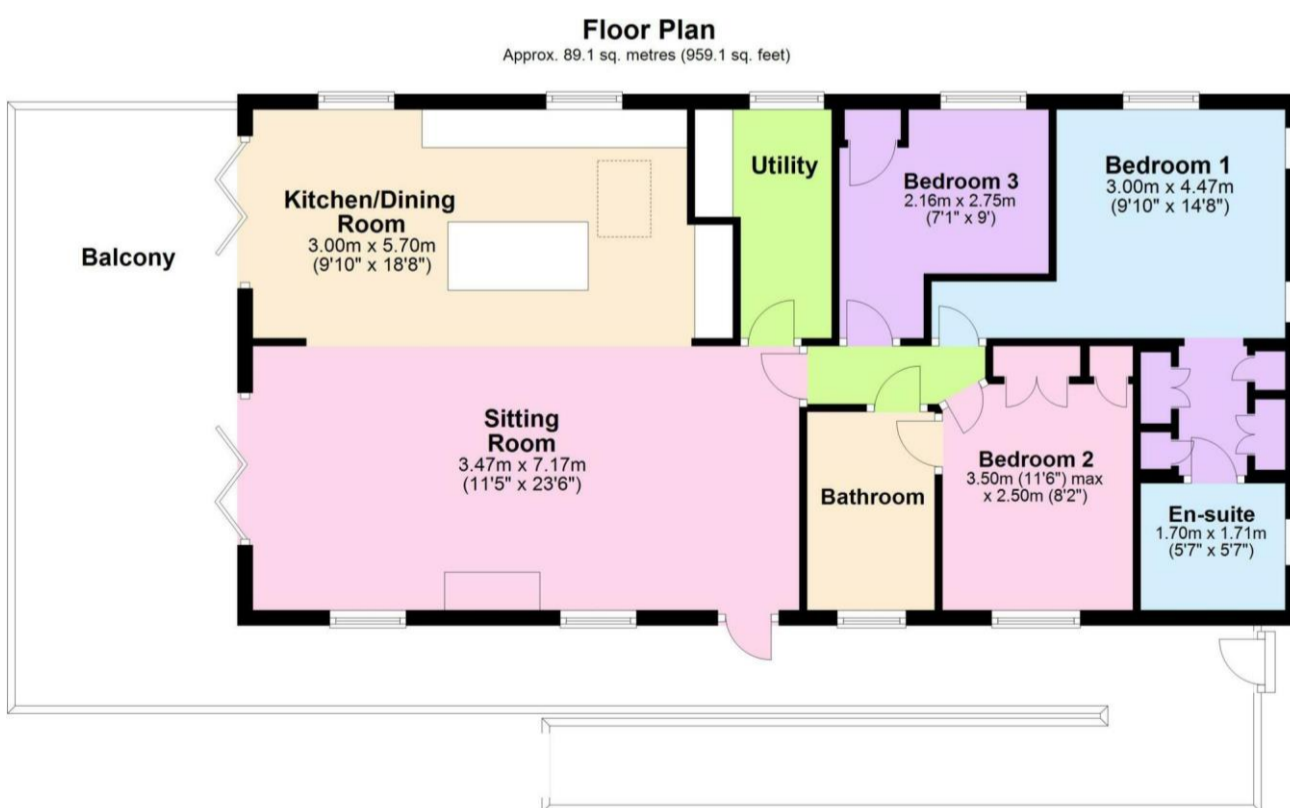 Floor Plan
Approx. 89.1 sq. metres (959.1 sq. feet)
Balcony
Kitchen/Dining
Room
3.00m x 5.70m
(9'10" x 18'8")
Utility
Bedroom 3
2.16m x 2.75m
(7'1" x 9')
Bedroom 1
3.00m x 4.47m
(9'10" x 14'8")
Sitting
Room
3.47m x 7.17m
(11'5" x 23'6")
Bathroom
Bedroom 2
3.50m (11'6") max
x 2.50m (8'2")
En-suite
1.70m x 1.71m
(5'7" x 5'7")